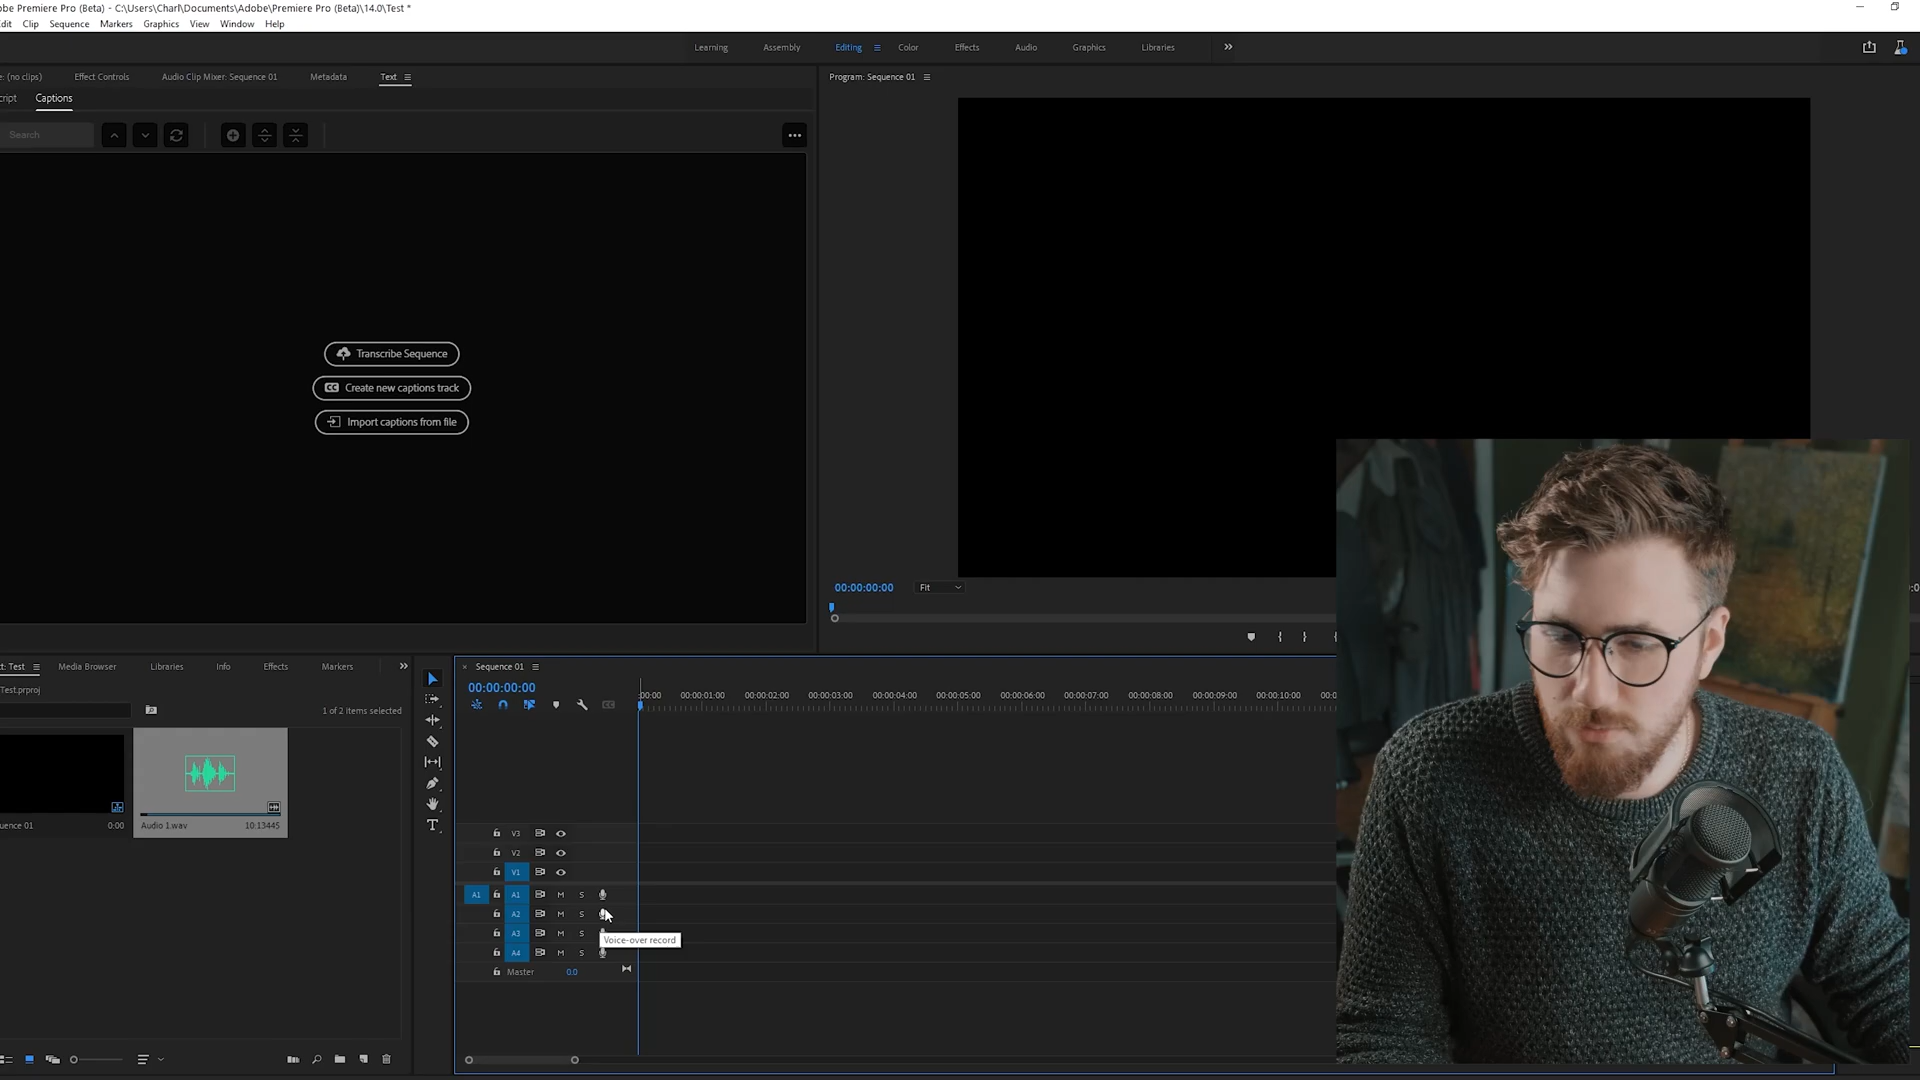 obe Premiere Pro (Beta) - C:\Users\Charl\Documents\Adobe\Premiere Pro (Beta)\14.0\Test *
dit Clip Sequence Markers Graphics View Window Help
Learning Assembly Editing Color Effects Audio Graphics Libraries
e: (no clips) Effect Controls Audio Clip Mixer: Sequence 01 Metadata Text
Program: Sequence 01
cript Captions
Search
Transcribe Sequence
CC Create new captions track
Import captions from file
00:00:00:00 Fit
t: Test Media Browser Libraries Info Effects Markers
Test.prproj
1 of 2 items selected
uence 01 0:00
Audio 1.wav 10:13445
Sequence 01
00:00:00:00
:00:00 00:00:01:00 00:00:02:00 00:00:03:00 00:00:04:00 00:00:05:00 00:00:06:00 00:00:07:00 00:00:08:00 00:00:09:00 00:00:10:00 00:0
V3
V2
V1
A1 A1 M S
A2 M S
A3 M S
A4 M S
Voice-over record
Master 0.0